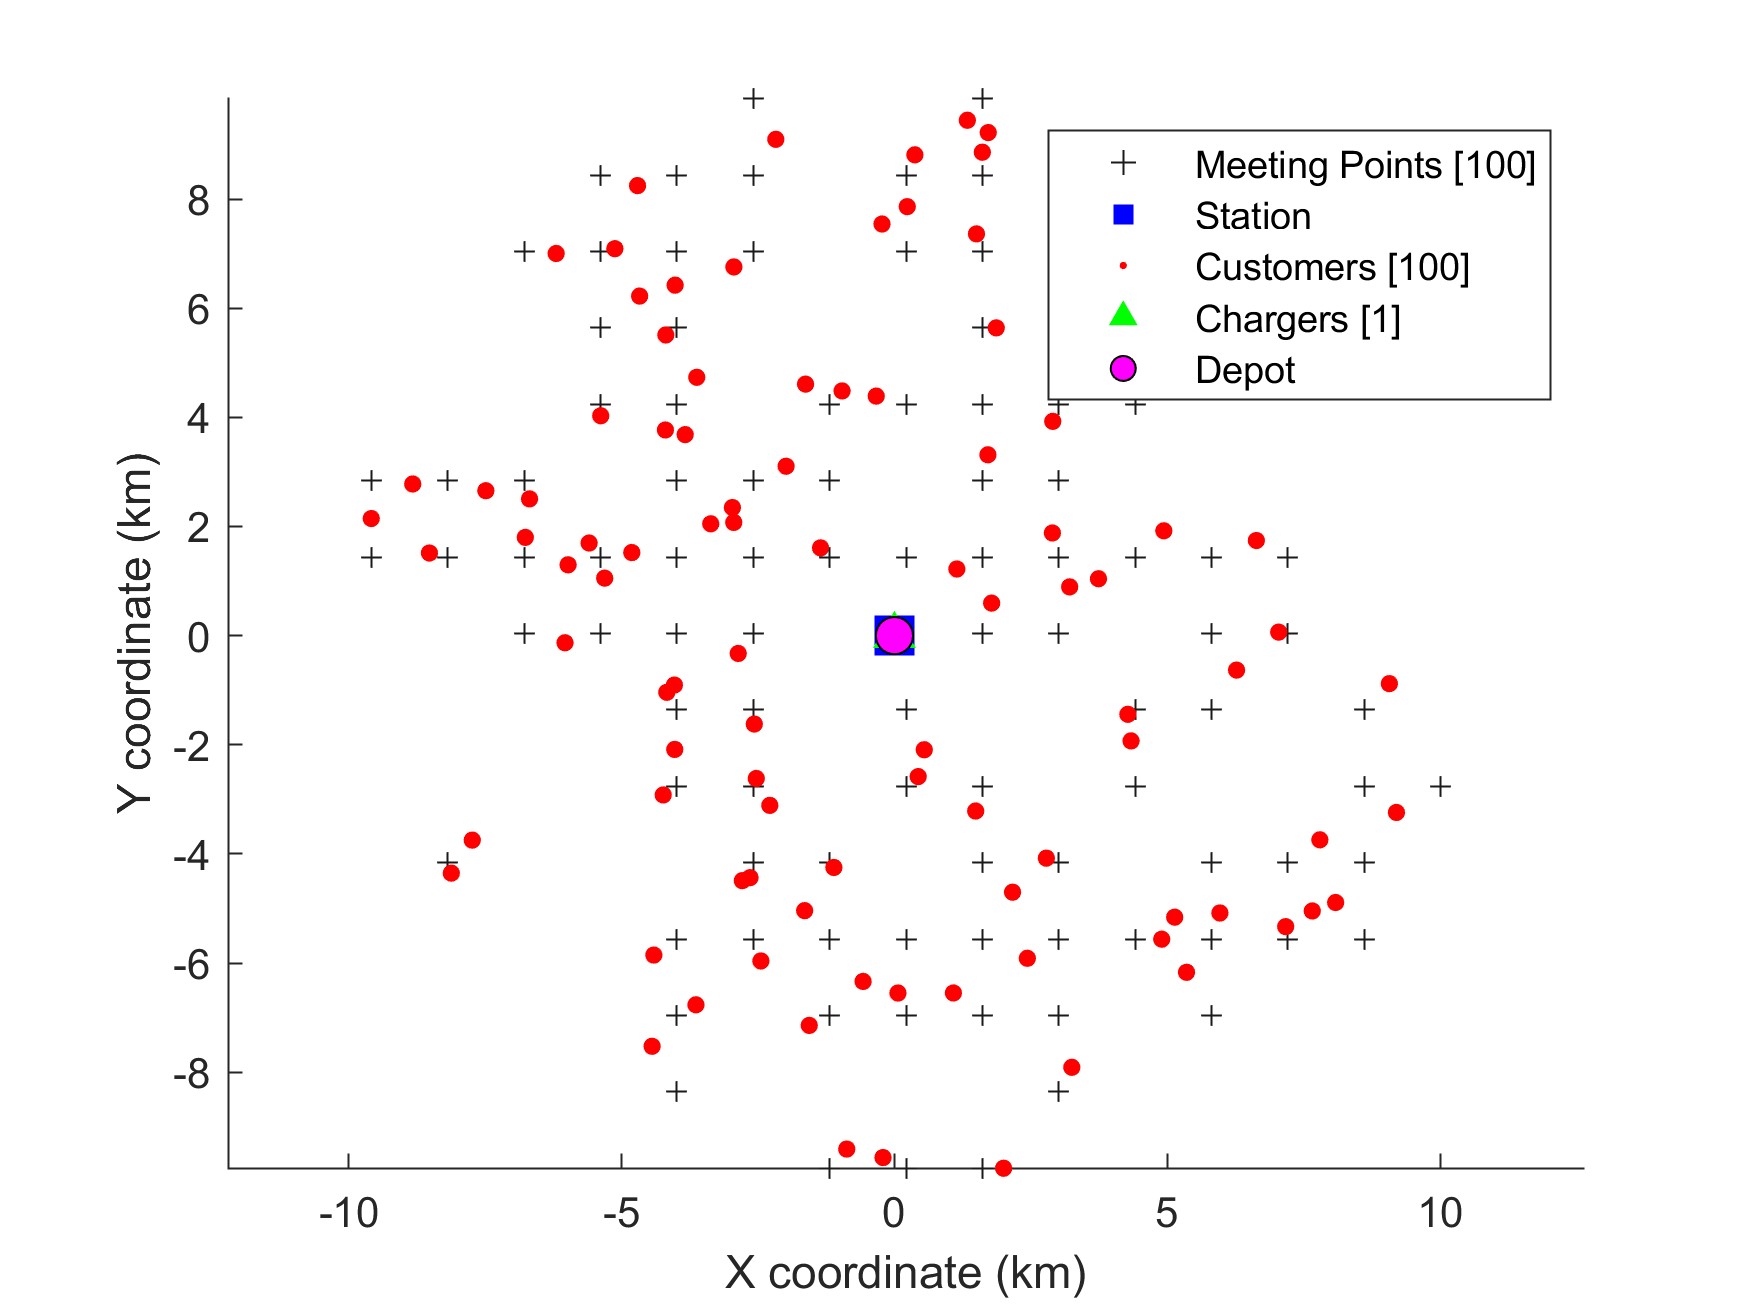 Meeting Points [100]
Station
Customers [100]
Chargers [1]
Depot
8
6
4
2
0
-2
-4
-6
-8
Y coordinate (km)
-10 -5 0 5 10
X coordinate (km)